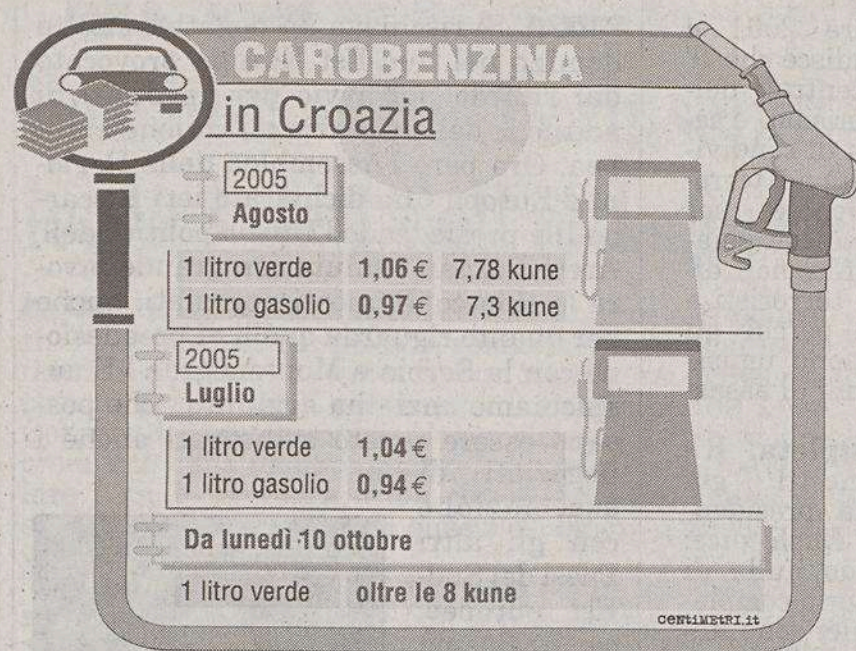 CAROBENZINA
in Croazia
2005
Agosto
1 litro verde 1,06 € 7,78 kune
1 litro gasolio 0,97 € 7,3 kune
2005
Luglio
1 litro verde 1,04 €
1 litro gasolio 0,94 €
Da lunedì 10 ottobre
1 litro verde oltre le 8 kune
CENTIMETRI.it